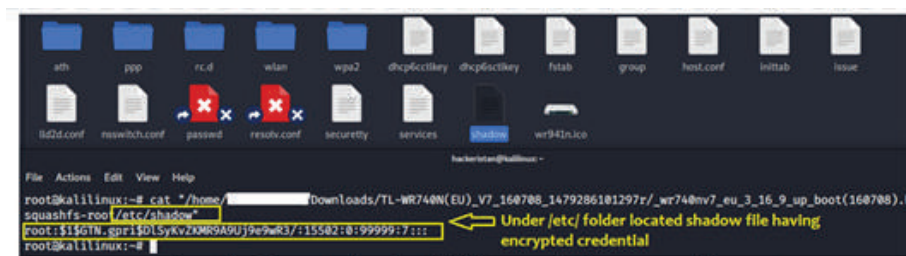 ath ppp rc.d wlan wpa2 dhcp6cctlkey dhcp6sctlkey fstab group host.conf inittab issue
lld2d.conf nsswitch.conf passwd resolv.conf securetty services shadow wr941n.ico
hackeristan@kalilinux: ~
File Actions Edit View Help
root@kalilinux:~# cat "/home/ Downloads/TL-WR740N(EU)_V7_160708_1479286101297r/_wr740nv7_eu_3_16_9_up_boot(160708).
squashfs-root/etc/shadow"
root:$1$GTN.gpri$DlSyKvZKMR9A9Uj9e9wR3/:15502:0:99999:7:::
root@kalilinux:~#
Under /etc/ folder located shadow file having
encrypted credential